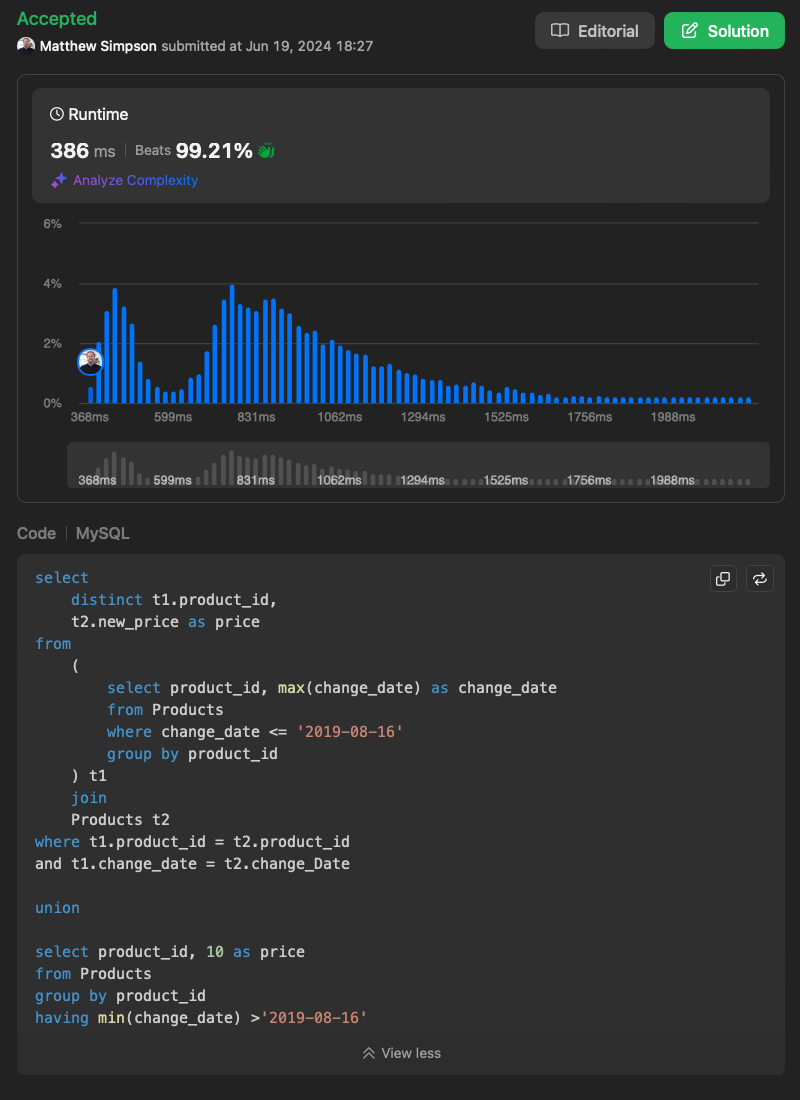 Accepted
Editorial
Solution
Matthew Simpson submitted at Jun 19, 2024 18:27
Runtime
386 ms | Beats 99.21%
Analyze Complexity
6%
4%
2%
0%
368ms 599ms 831ms 1062ms 1294ms 1525ms 1756ms 1988ms
368ms 599ms 831ms 1062ms 1294ms 1525ms 1756ms 1988ms
Code | MySQL
select
    distinct t1.product_id,
    t2.new_price as price
from
    (
        select product_id, max(change_date) as change_date
        from Products
        where change_date <= '2019-08-16'
        group by product_id
    ) t1
    join
    Products t2
where t1.product_id = t2.product_id
and t1.change_date = t2.change_Date
union
select product_id, 10 as price
from Products
group by product_id
having min(change_date) >'2019-08-16'
View less